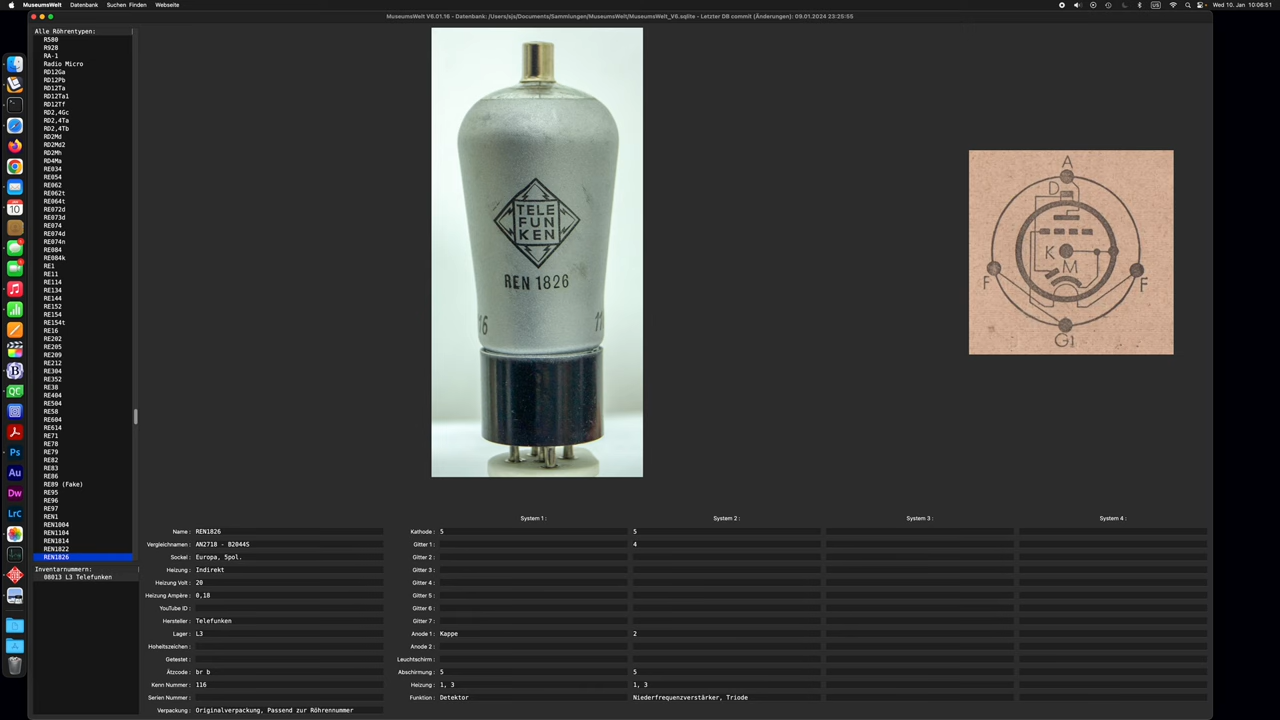 MuseumsWelt Datenbank Suchen Finden Webseite
US
Wed 10. Jan. 10:06:51
MuseumsWelt V6.01.16 - Datenbank: /Users/sjs/Documents/Sammlungen/MuseumsWelt/MuseumsWelt_V6.sqlite - Letzter DB commit (Änderungen): 09.01.2024 23:25:55
Alle Röhrentypen:
R580
R928
RA-1
Radio Micro
RD12Ga
RD12Pb
RD12Ta
RD12Ta1
RD12Tf
RD2,4Gc
RD2,4Ta
RD2,4Tb
RD2Md
RD2Md2
RD2Mh
RD4Ma
RE034
RE054
RE062
RE062t
RE064t
RE072d
RE073d
RE074
RE074d
RE074n
RE084
RE084k
RE1
RE11
RE114
RE134
RE144
RE152
RE154
RE154t
RE16
RE202
RE205
RE209
RE212
RE304
RE352
RE38
RE404
RE504
RE58
RE604
RE614
RE71
RE78
RE79
RE82
RE83
RE86
RE89 (Fake)
RE95
RE96
RE97
REN1
REN1004
REN1104
REN1814
REN1822
REN1826
Inventarnummern:
08013 L3 Telefunken
TELE
FUN
KEN
REN 1826
16
11
A
D
K
M
F
F
G1
System 1 : System 2 : System 3 : System 4 :
Name : REN1826
Vergleichnamen : AN2718 - B2044S
Sockel : Europa, 5pol.
Heizung : Indirekt
Heizung Volt : 20
Heizung Ampère : 0,18
YouTube ID :
Hersteller : Telefunken
Lager : L3
Hoheitszeichen :
Getestet :
Ätzcode : br b
Kenn Nummer : 116
Serien Nummer :
Verpackung : Originalverpackung, Passend zur Röhrennummer
Kathode : 5 5
Gitter 1 : 4
Gitter 2 :
Gitter 3 :
Gitter 4 :
Gitter 5 :
Gitter 6 :
Gitter 7 :
Anode 1 : Kappe 2
Anode 2 :
Leuchtschirm :
Abschirmung : 5 5
Heizung : 1, 3 1, 3
Funktion : Detektor Niederfrequenzverstärker, Triode
10
QC
Ps
Au
Dw
LrC